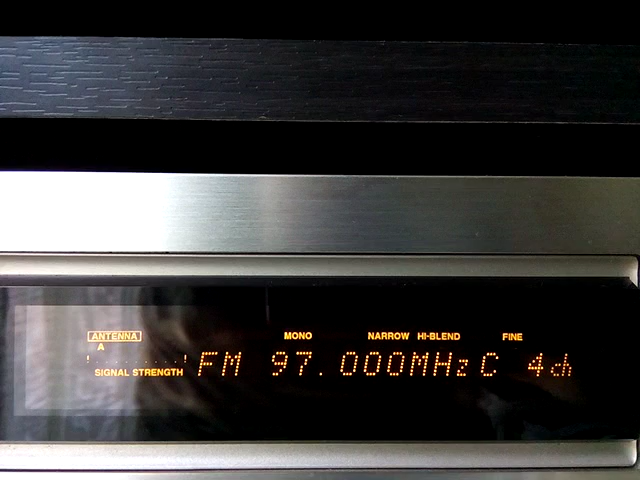 ANTENNA MONO NARROW HI-BLEND FINE
A
FM 97.000MHz C 4ch
SIGNAL STRENGTH